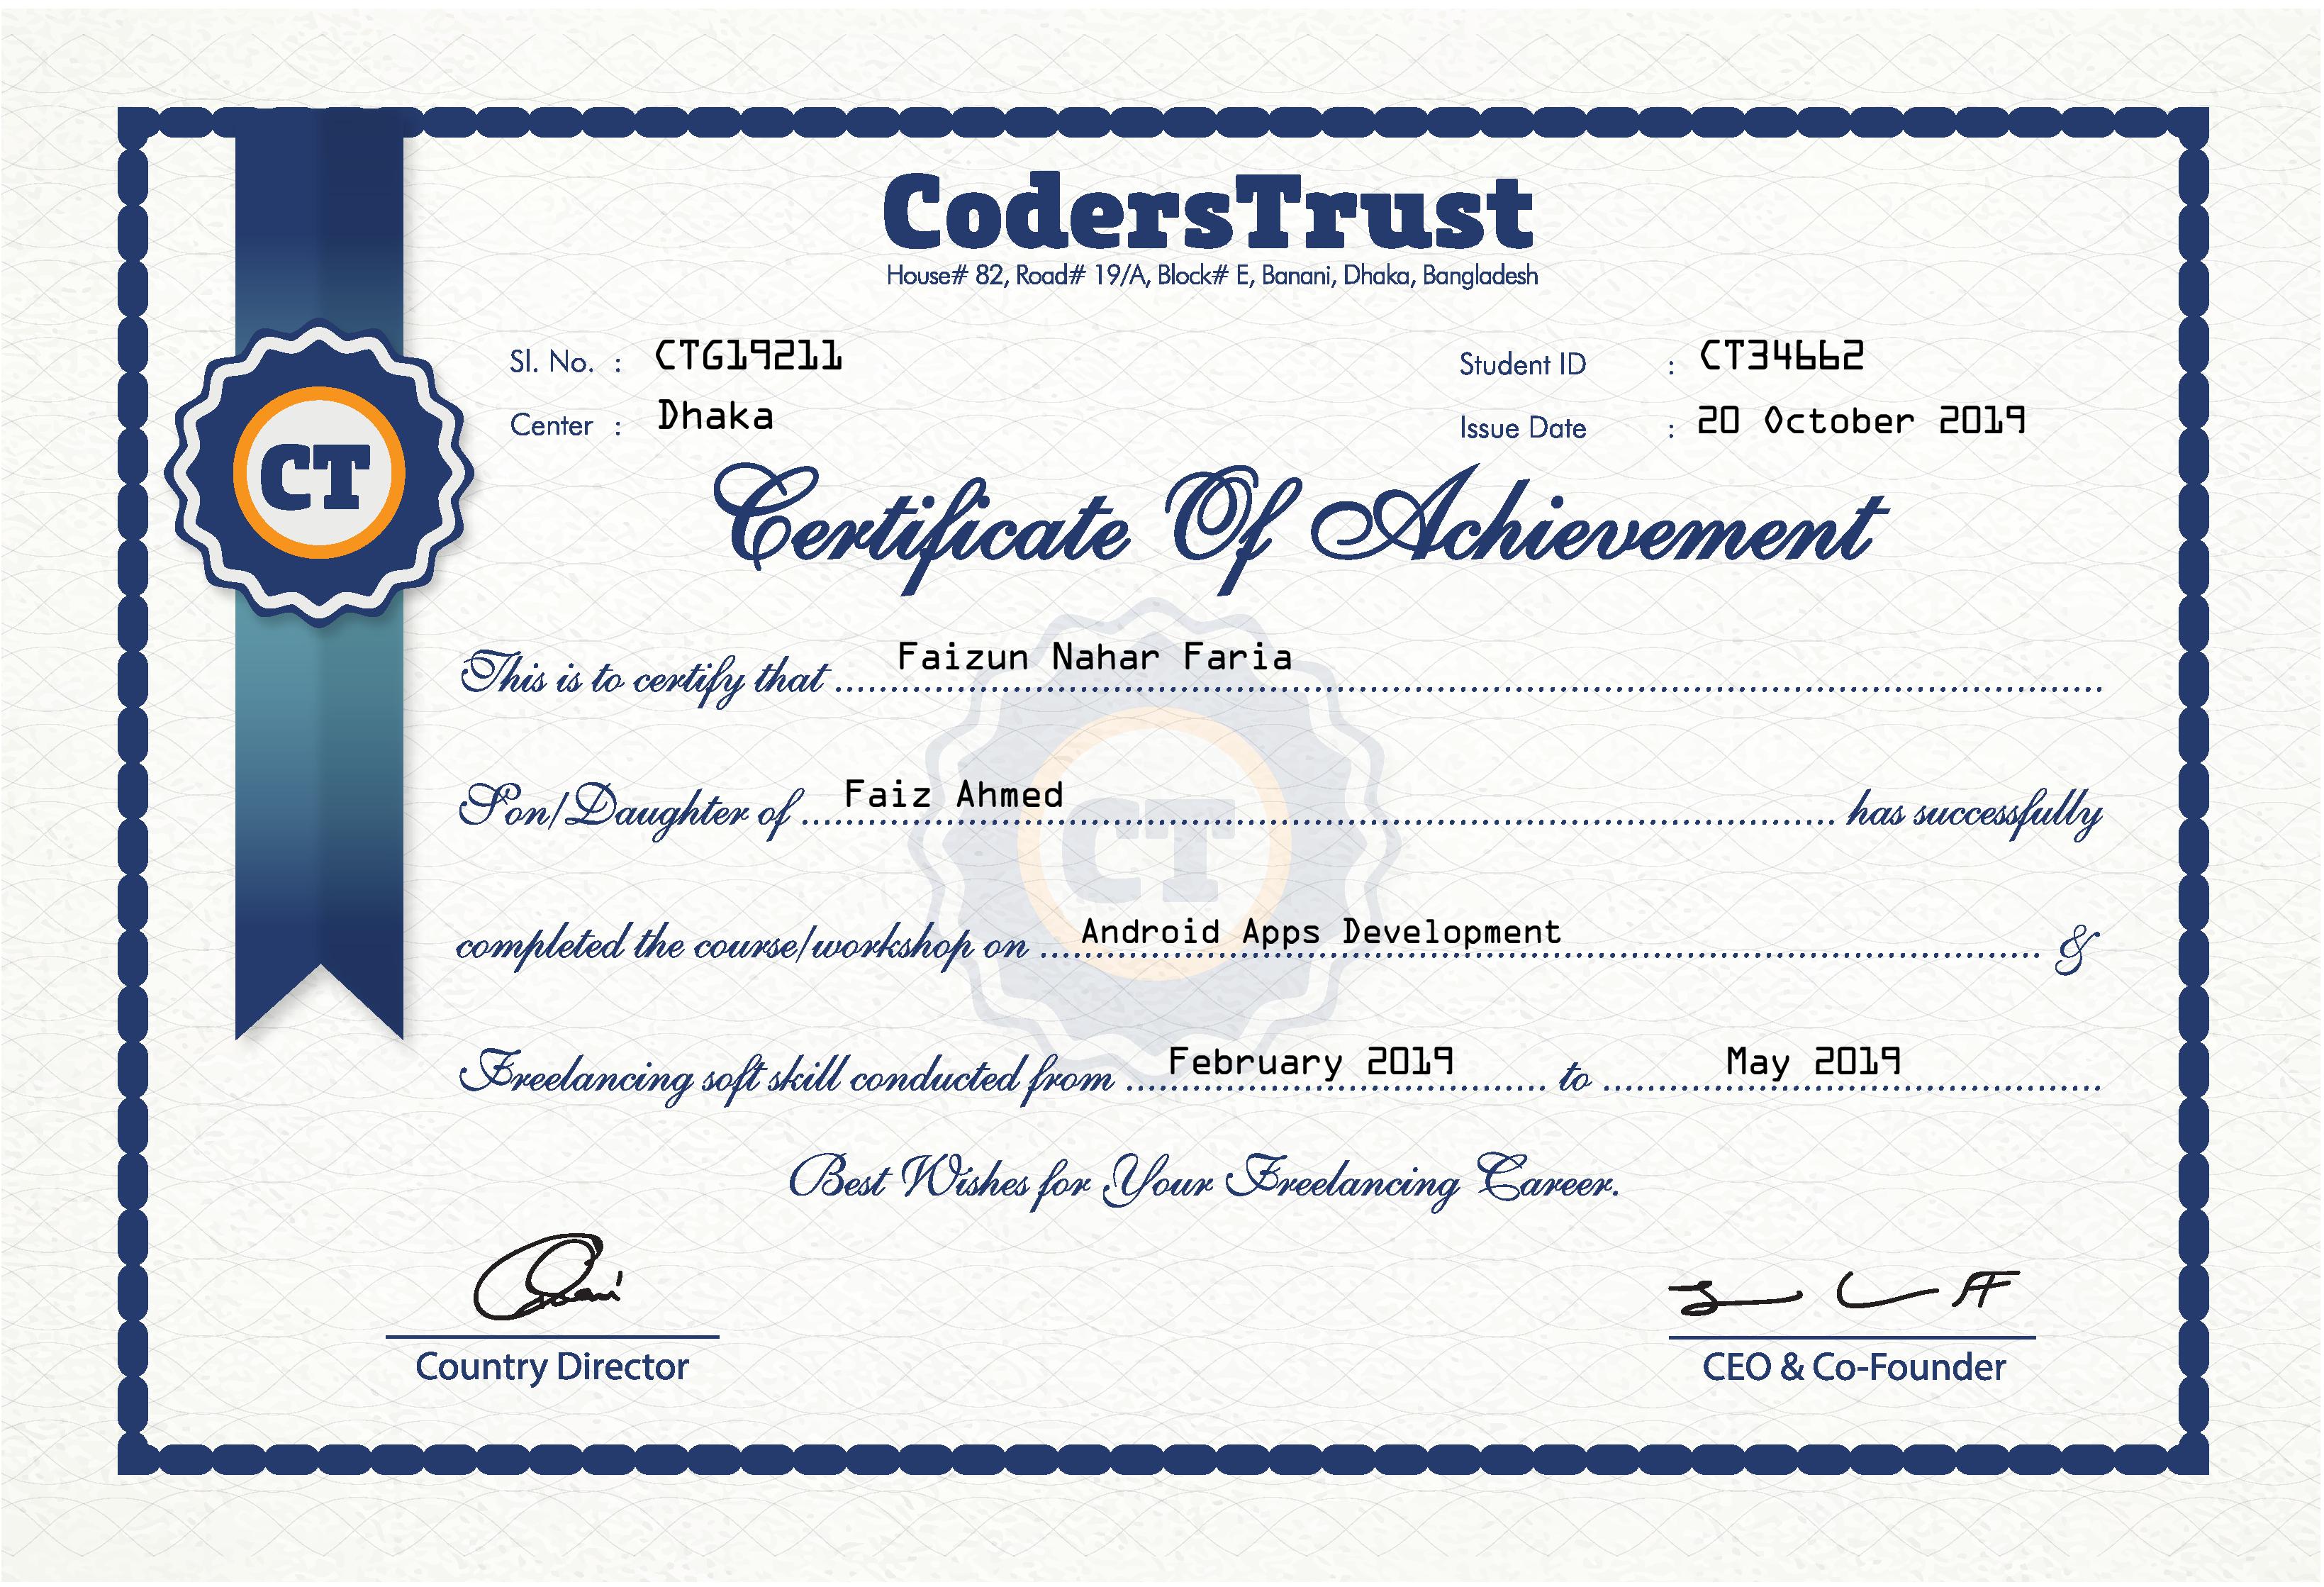 CodersTrust
House# 82, Road# 19/A, Block# E, Banani, Dhaka, Bangladesh
Sl. No. : CTG19211 Student ID : CT34662
Center : Dhaka Issue Date : 20 October 2019
CT
Certificate Of Achievement
This is to certify that Faizun Nahar Faria
Son/Daughter of Faiz Ahmed has successfully
CT
completed the course/workshop on Android Apps Development &
Freelancing soft skill conducted from February 2019 to May 2019
Best Wishes for Your Freelancing Career.
Country Director CEO & Co-Founder